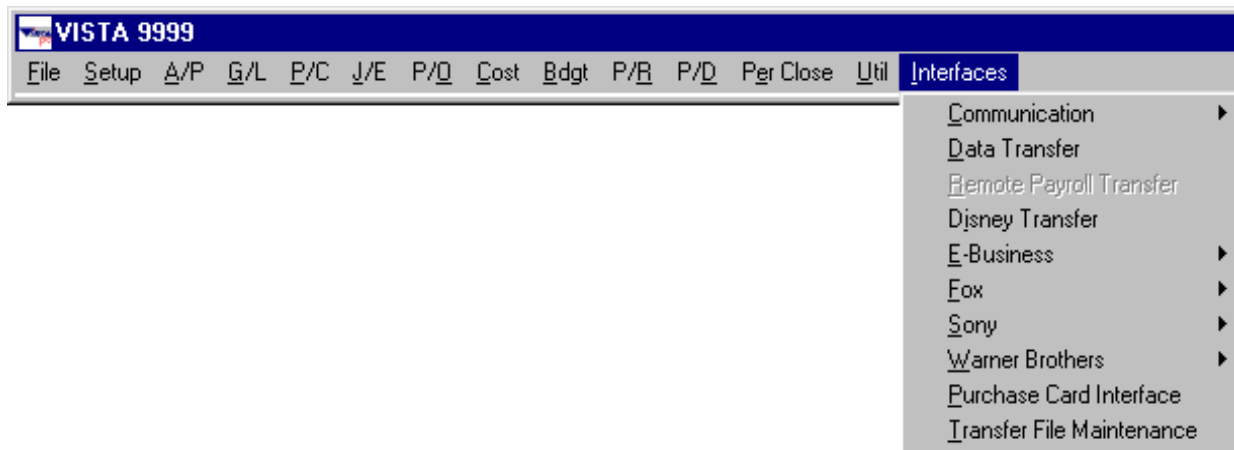 VISTA 9999
File Setup A/P G/L P/C J/E P/O Cost Bdgt P/R P/D Per Close Util Interfaces
Communication
Data Transfer
Remote Payroll Transfer
Disney Transfer
E-Business
Fox
Sony
Warner Brothers
Purchase Card Interface
Transfer File Maintenance